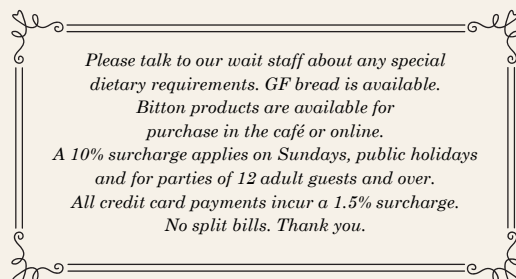 Please talk to our wait staff about any special
dietary requirements. GF bread is available.
Bitton products are available for
purchase in the café or online.
A 10% surcharge applies on Sundays, public holidays
and for parties of 12 adult guests and over.
All credit card payments incur a 1.5% surcharge.
No split bills. Thank you.